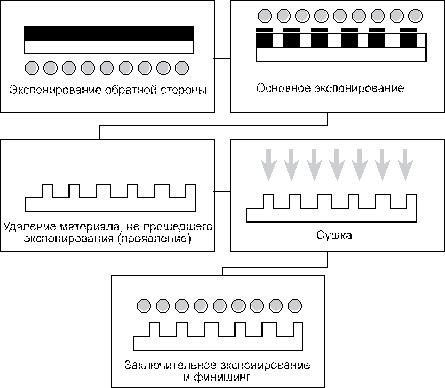 Экспонирование обратной стороны
Основное экспонирование
Удаление материала, не прошедшего
экспонирования (проявление)
Сушка
Заключительное экспонирование
и финишинг